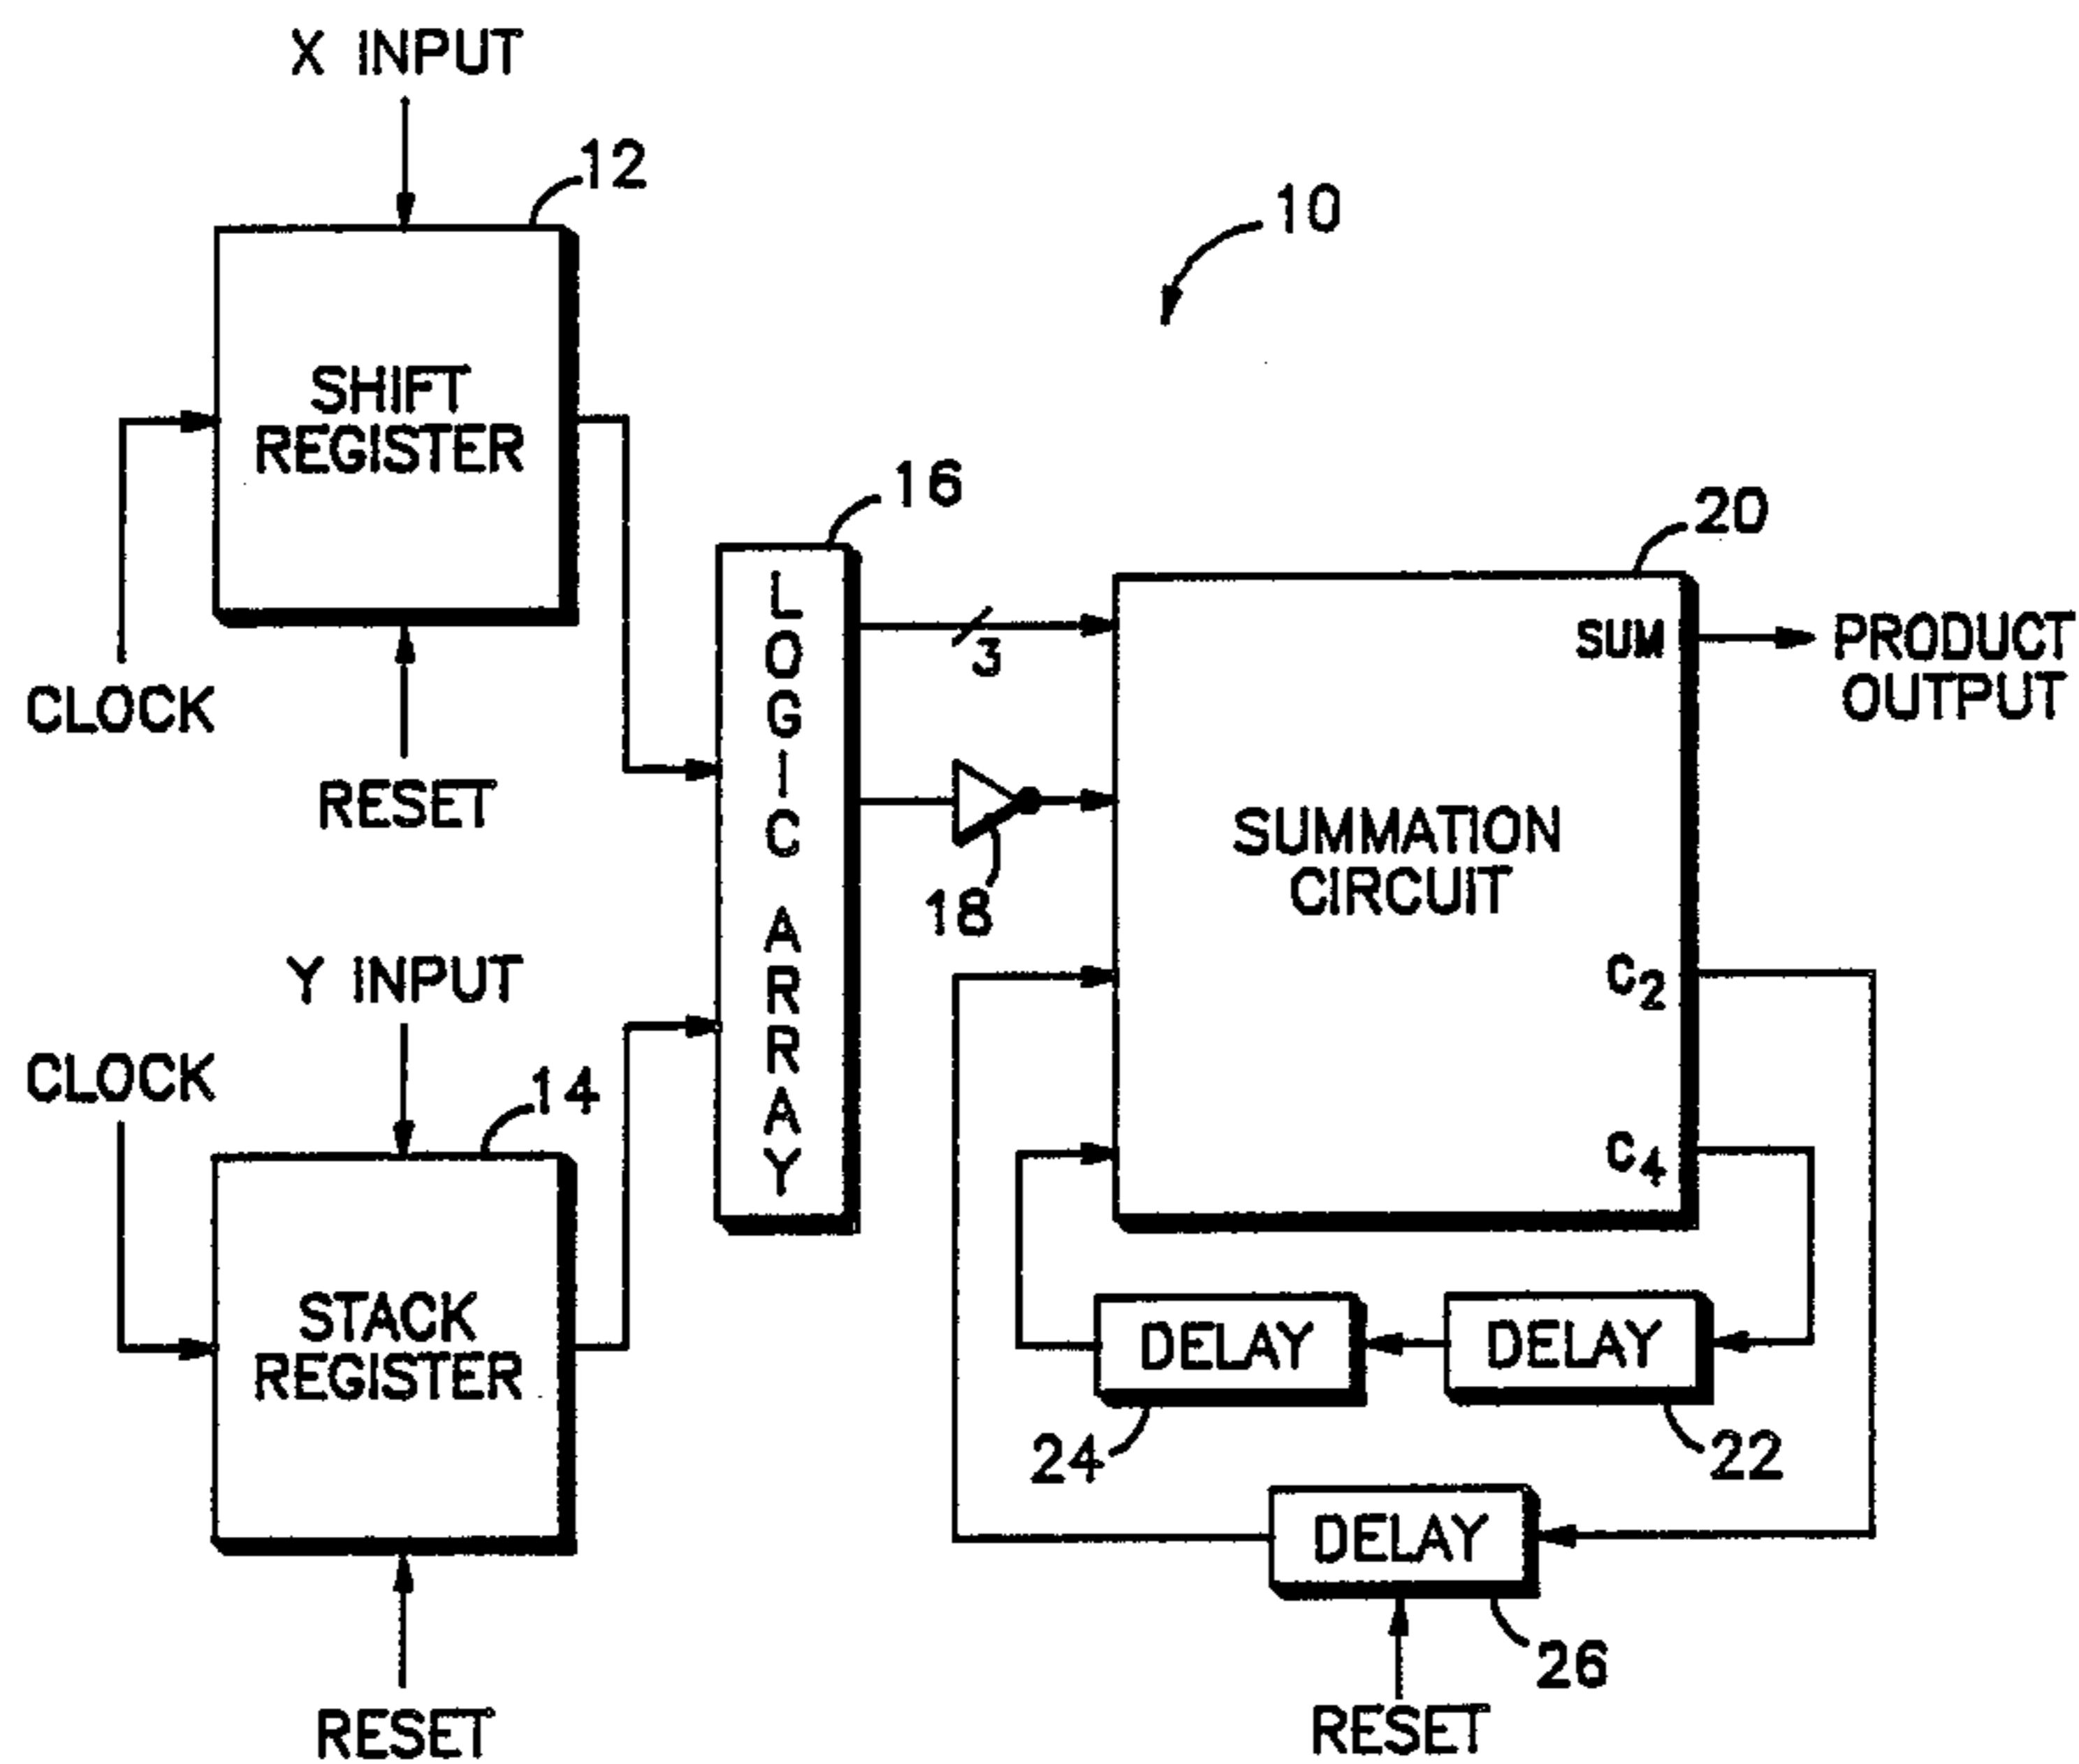 X INPUT
12
10
SHIFT
REGISTER
CLOCK
RESET
16
LOGIC ARRAY
3
18
20
SUM
PRODUCT
OUTPUT
SUMMATION
CIRCUIT
C2
C4
Y INPUT
CLOCK
14
STACK
REGISTER
RESET
DELAY
DELAY
24
22
DELAY
26
RESET